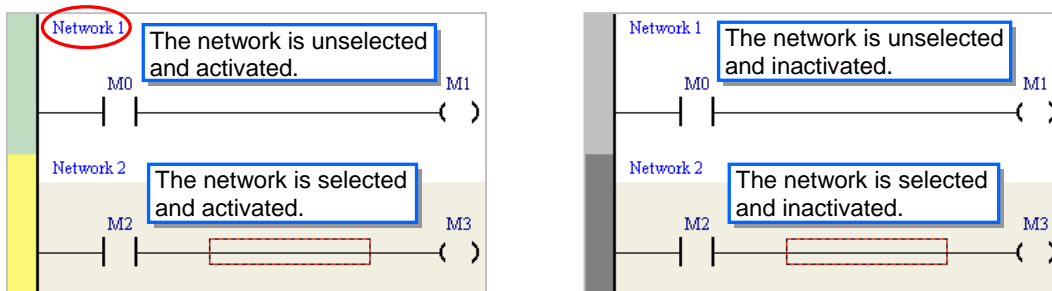 Network 1
The network is unselected
and activated.
M0
M1
Network 2
The network is selected
and activated.
M2
M3
Network 1
The network is unselected
and inactivated.
M0
M1
Network 2
The network is selected
and inactivated.
M2
M3